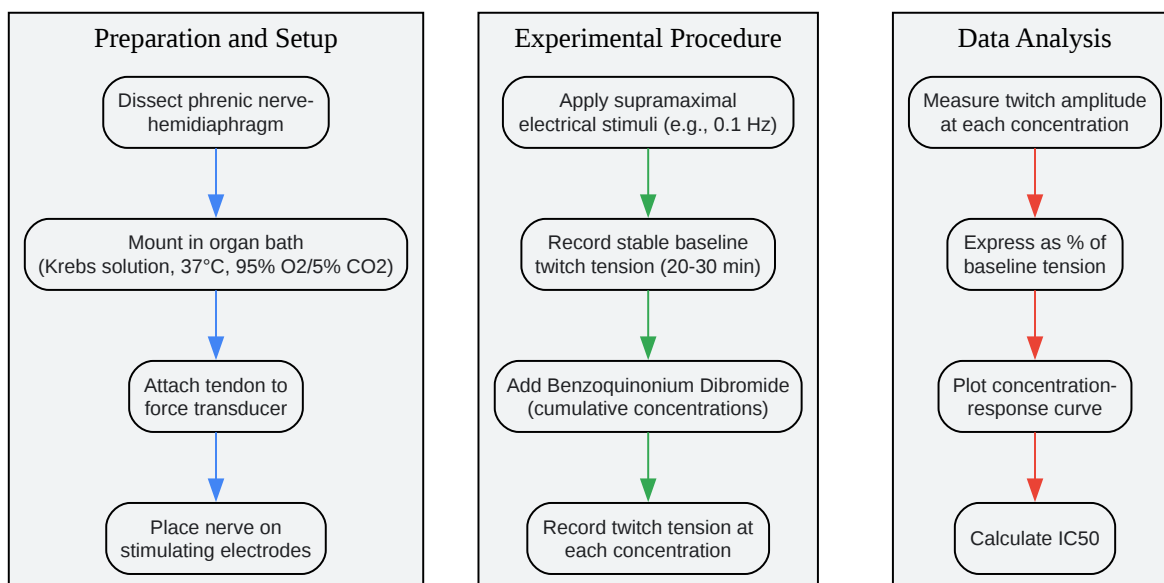 Preparation and Setup
Dissect phrenic nerve-
hemidiaphragm
Mount in organ bath
(Krebs solution, 37°C, 95% O2/5% CO2)
Attach tendon to
force transducer
Place nerve on
stimulating electrodes
Experimental Procedure
Apply supramaximal
electrical stimuli (e.g., 0.1 Hz)
Record stable baseline
twitch tension (20-30 min)
Add Benzoquinonium Dibromide
(cumulative concentrations)
Record twitch tension at
each concentration
Data Analysis
Measure twitch amplitude
at each concentration
Express as % of
baseline tension
Plot concentration-
response curve
Calculate IC50